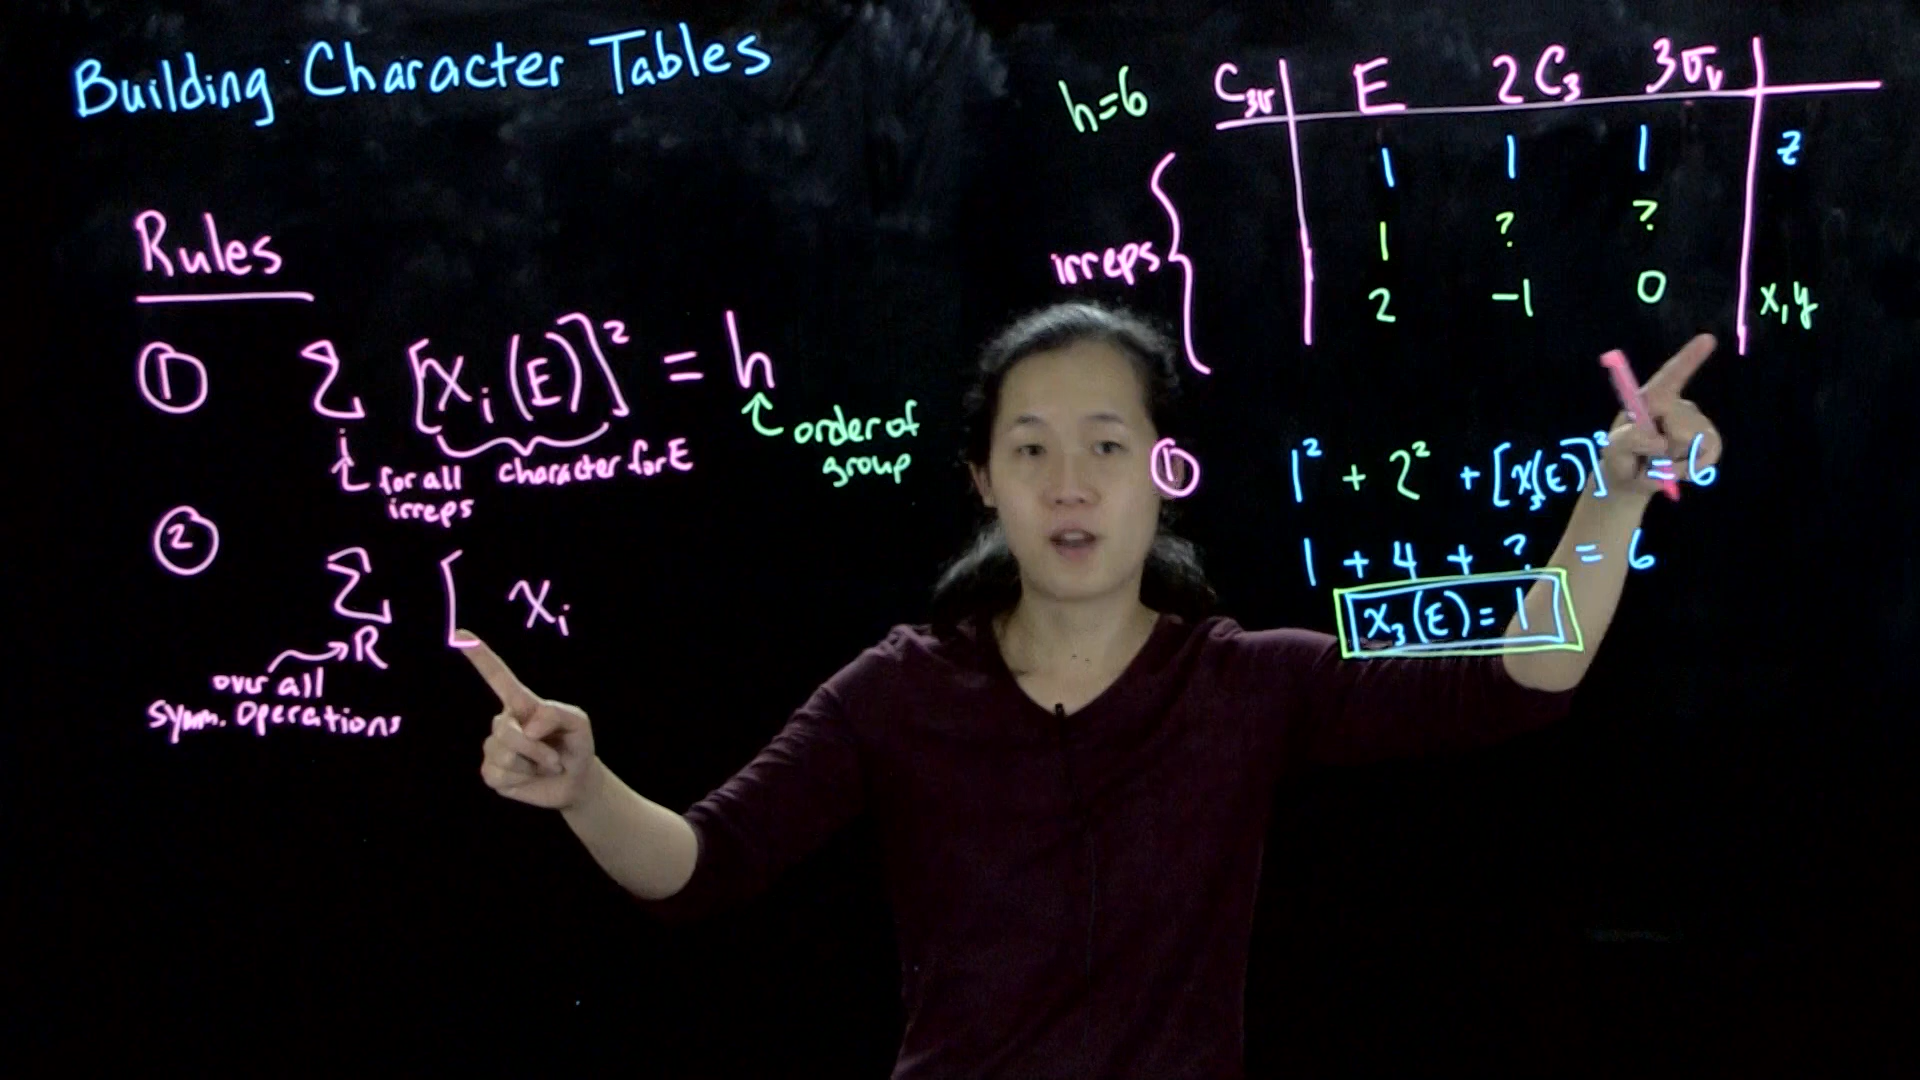 Building Character Tables
Rules
① Σ [χᵢ(E)]² = h
i
for all
irreps
character for E
order of
group
② Σ [ χᵢ
R
over all
Symm. Operations
h=6
C₃ᵥ E 2C₃ 3σᵥ
1 1 1 z
1 ? ?
2 -1 0 x,y
irreps
① 1² + 2² + [χ₃(E)]² = 6
1 + 4 + ? = 6
χ₃(E) = 1